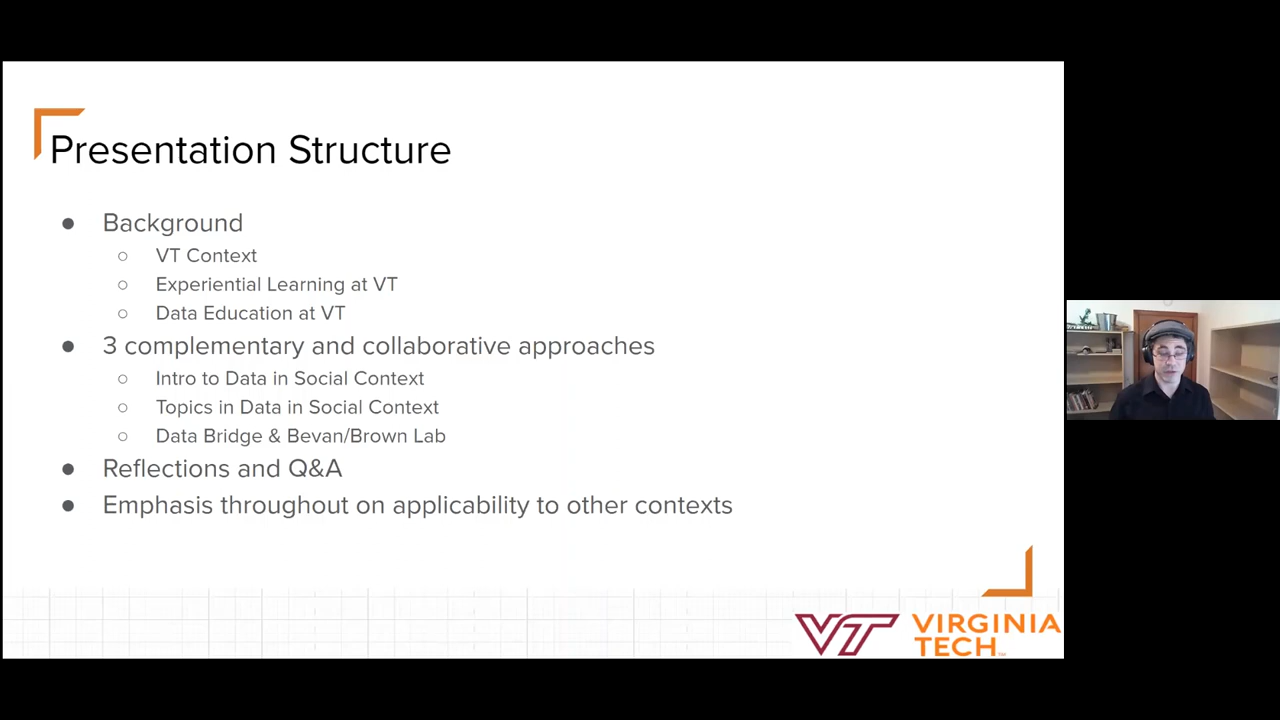 Presentation Structure
● Background
○ VT Context
○ Experiential Learning at VT
○ Data Education at VT
● 3 complementary and collaborative approaches
○ Intro to Data in Social Context
○ Topics in Data in Social Context
○ Data Bridge & Bevan/Brown Lab
● Reflections and Q&A
● Emphasis throughout on applicability to other contexts
VT VIRGINIA
TECH™